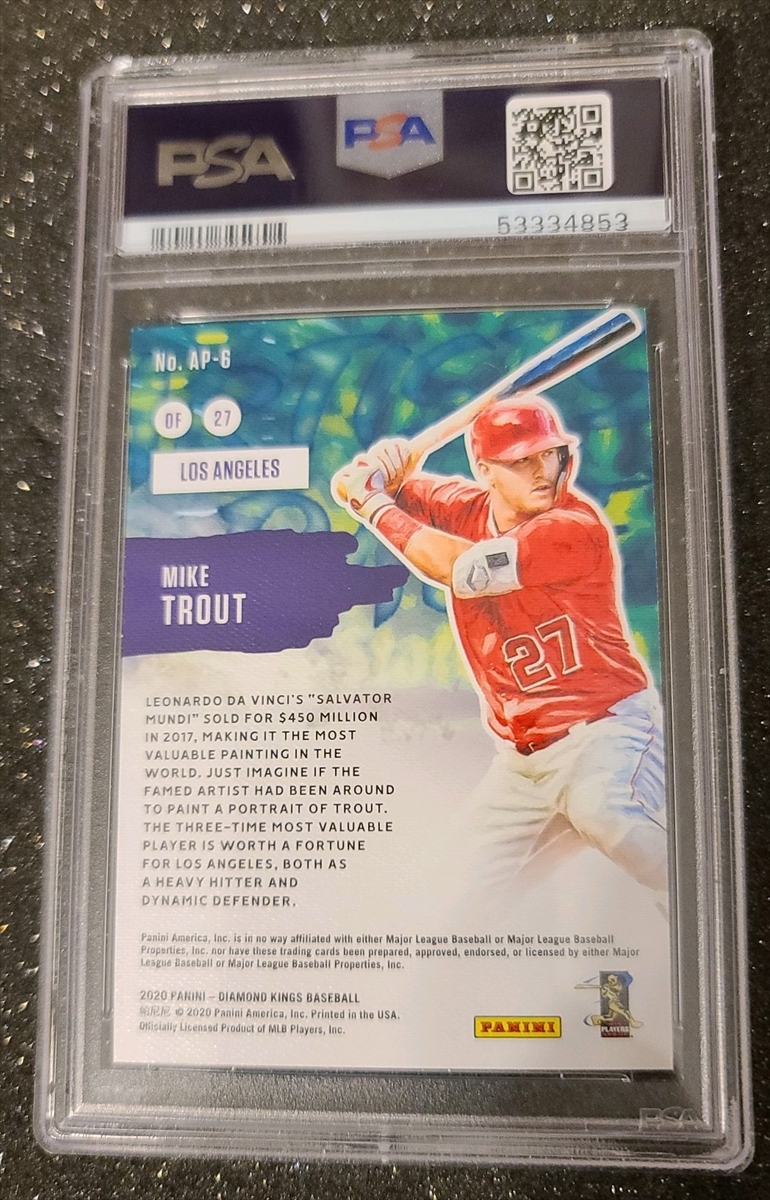 PSA
PSA
53334853
No. AP-6
OF 27
LOS ANGELES
MIKE
TROUT
27
LEONARDO DA VINCI'S "SALVATOR
MUNDI" SOLD FOR $450 MILLION
IN 2017, MAKING IT THE MOST
VALUABLE PAINTING IN THE
WORLD. JUST IMAGINE IF THE
FAMED ARTIST HAD BEEN AROUND
TO PAINT A PORTRAIT OF TROUT.
THE THREE-TIME MOST VALUABLE
PLAYER IS WORTH A FORTUNE
FOR LOS ANGELES, BOTH AS
A HEAVY HITTER AND
DYNAMIC DEFENDER.
Panini America, Inc. is in no way affiliated with either Major League Baseball or Major League Baseball
Properties, Inc. nor have these trading cards been prepared, approved, endorsed, or licensed by either Major
League Baseball or Major League Baseball Properties, Inc.
2020 PANINI – DIAMOND KINGS BASEBALL
帕尼尼 © 2020 Panini America, Inc. Printed in the USA.
Officially Licensed Product of MLB Players, Inc.
PANINI
PLAYERS
PSA